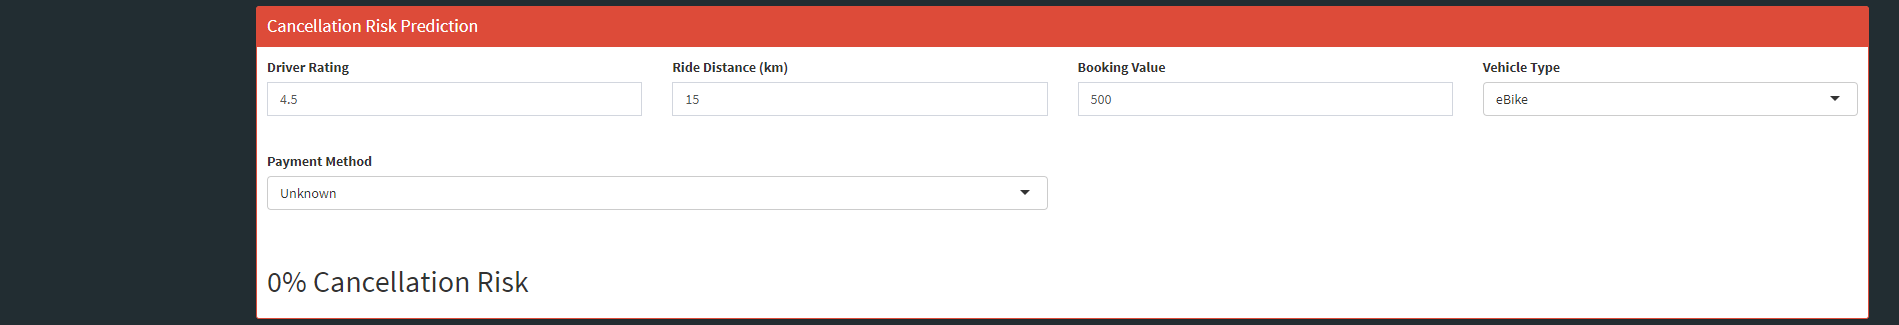 Cancellation Risk Prediction
Driver Rating
Ride Distance (km)
Booking Value
Vehicle Type
4.5
15
500
eBike
Payment Method
Unknown
0% Cancellation Risk